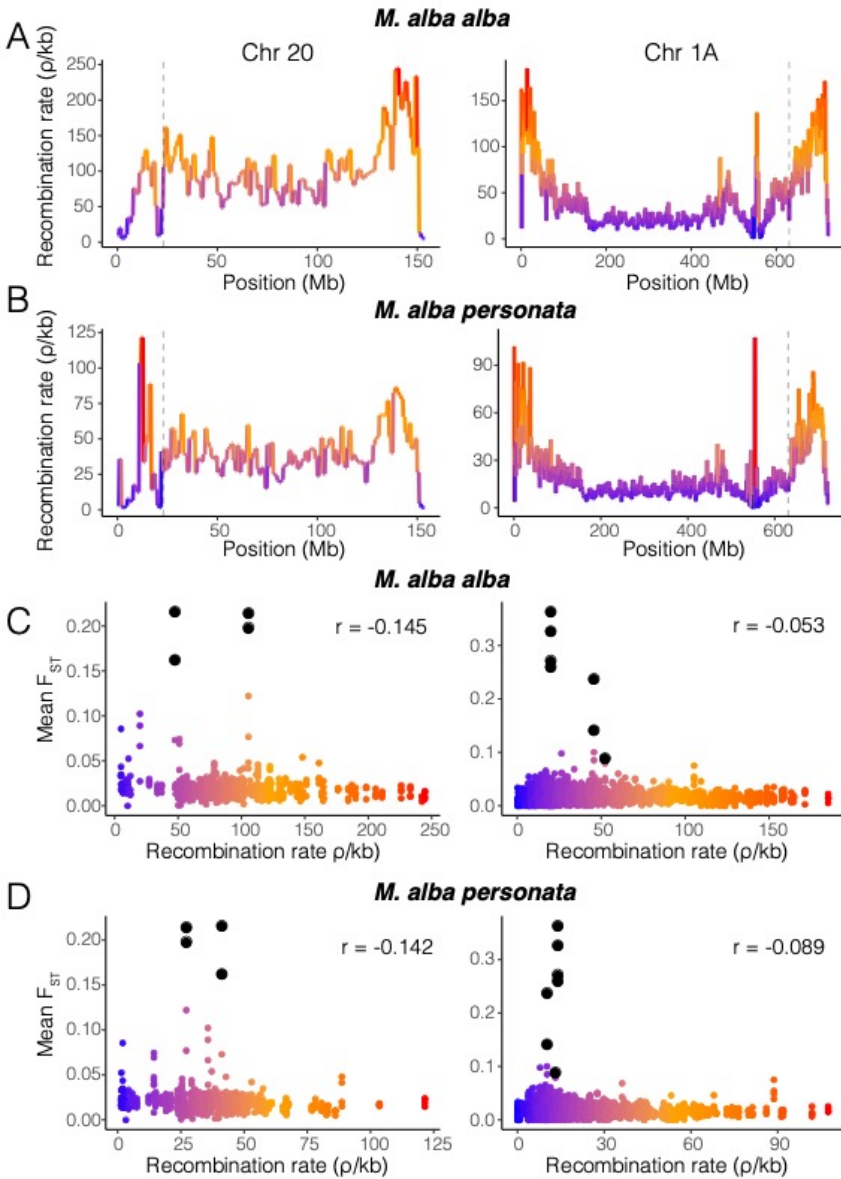 M. alba alba
A
Chr 20
Chr 1A
Recombination rate (ρ/kb)
250
200
150
100
50
0
150
100
50
0
0 50 100 150
0 200 400 600
Position (Mb)
Position (Mb)
B
M. alba personata
Recombination rate (ρ/kb)
125
100
75
50
25
0
90
60
30
0
0 50 100 150
0 200 400 600
Position (Mb)
Position (Mb)
M. alba alba
C
r = -0.145
r = -0.053
Mean FST
0.20
0.15
0.10
0.05
0.00
0.3
0.2
0.1
0.0
0 50 100 150 200 250
0 50 100 150
Recombination rate ρ/kb)
Recombination rate (ρ/kb)
M. alba personata
D
r = -0.142
r = -0.089
Mean FST
0.20
0.15
0.10
0.05
0.00
0.3
0.2
0.1
0.0
0 25 50 75 100 125
0 30 60 90
Recombination rate (ρ/kb)
Recombination rate (ρ/kb)